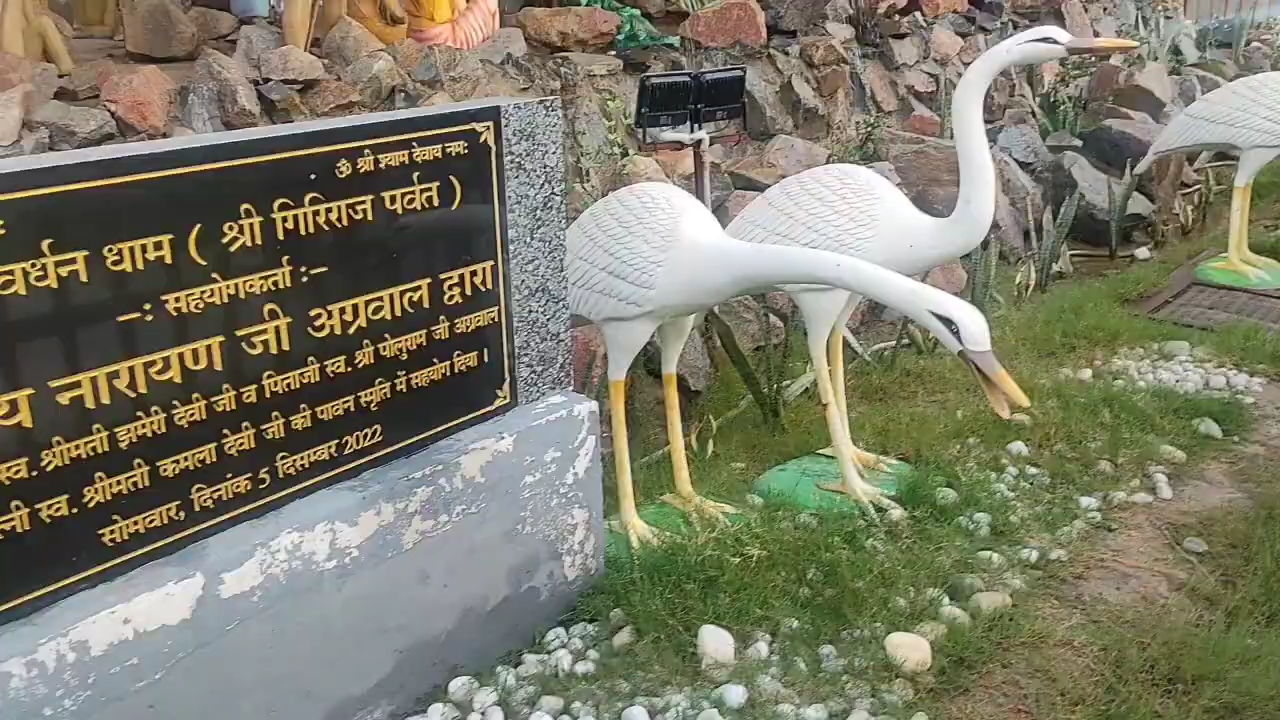 ॐ श्री श्याम देवाय नमः
वर्धन धाम ( श्री गिरिराज पर्वत )
-: सहयोगकर्ता :-
नारायण जी अग्रवाल द्वारा
स्व. श्रीमती झमेरी देवी जी व पिताजी स्व. श्री पोलुराम जी अग्रवाल
स्व. श्रीमती कमला देवी जी की पावन स्मृति में सहयोग दिया ।
सोमवार, दिनांक 5 दिसम्बर 2022